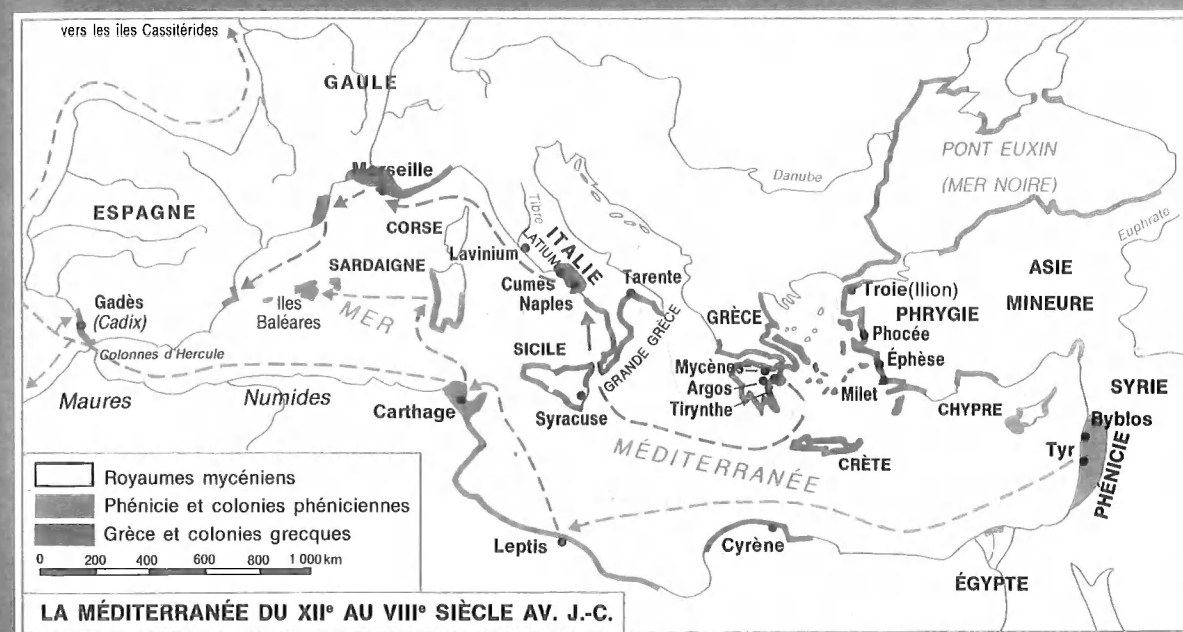 vers les îles Cassitérides
GAULE
PONT EUXIN
(MER NOIRE)
Danube
Marseille
Euphrate
ESPAGNE
CORSE
Tibre
LATIUM
ITALIE
Lavinium
SARDAIGNE
Tarente
ASIE
MINEURE
Cumes
Naples
Troie(Ilion)
PHRYGIE
Iles
Baléares
MER
Gadès
(Cadix)
GRÈCE
Phocée
Colonnes d'Hercule
SICILE
GRANDE GRÈCE
Mycènes
Argos
Tirynthe
Éphèse
Milet
SYRIE
Maures
Numides
Carthage
Syracuse
CHYPRE
Byblos
MÉDITERRANÉE
CRÈTE
Tyr
PHÉNICIE
Royaumes mycéniens
Phénicie et colonies phéniciennes
Grèce et colonies grecques
0 200 400 600 800 1 000 km
Leptis
Cyrène
ÉGYPTE
LA MÉDITERRANÉE DU XIIe AU VIIIe SIÈCLE AV. J.-C.